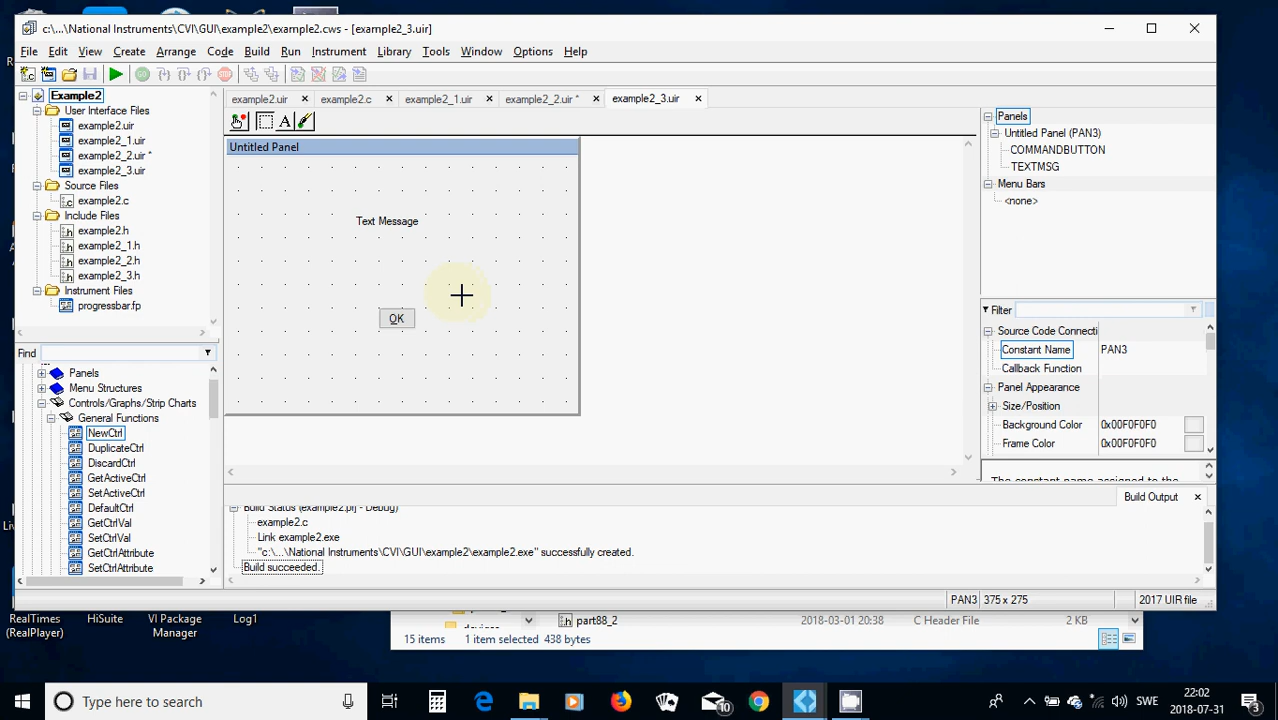 c:\...\National Instruments\CVI\GUI\example2\example2.cws - [example2_3.uir]
File Edit View Create Arrange Code Build Run Instrument Library Tools Window Options Help
Example2
User Interface Files
example2.uir
example2_1.uir
example2_2.uir *
example2_3.uir
Source Files
example2.c
Include Files
example2.h
example2_1.h
example2_2.h
example2_3.h
Instrument Files
progressbar.fp
Find
Panels
Menu Structures
Controls/Graphs/Strip Charts
General Functions
NewCtrl
DuplicateCtrl
DiscardCtrl
GetActiveCtrl
SetActiveCtrl
DefaultCtrl
GetCtrlVal
SetCtrlVal
GetCtrlAttribute
SetCtrlAttribute
example2.uir example2.c example2_1.uir example2_2.uir * example2_3.uir
Untitled Panel
Text Message
OK
Panels
Untitled Panel (PAN3)
COMMANDBUTTON
TEXTMSG
Menu Bars
<none>
Filter
Source Code Connecti
Constant Name PAN3
Callback Function
Panel Appearance
Size/Position
Background Color 0x00F0F0F0
Frame Color 0x00F0F0F0
The constant name assigned to the
Build Output
Build Status (example2.prj - Debug)
example2.c
Link example2.exe
"c:\...\National Instruments\CVI\GUI\example2\example2.exe" successfully created.
Build succeeded.
PAN3 375 x 275 2017 UIR file
RealTimes (RealPlayer)
HiSuite
VI Package Manager
Log1
part88_2 2018-03-01 20:38 C Header File 2 KB
15 items 1 item selected 438 bytes
Type here to search
10
SWE
22:02
2018-07-31
3